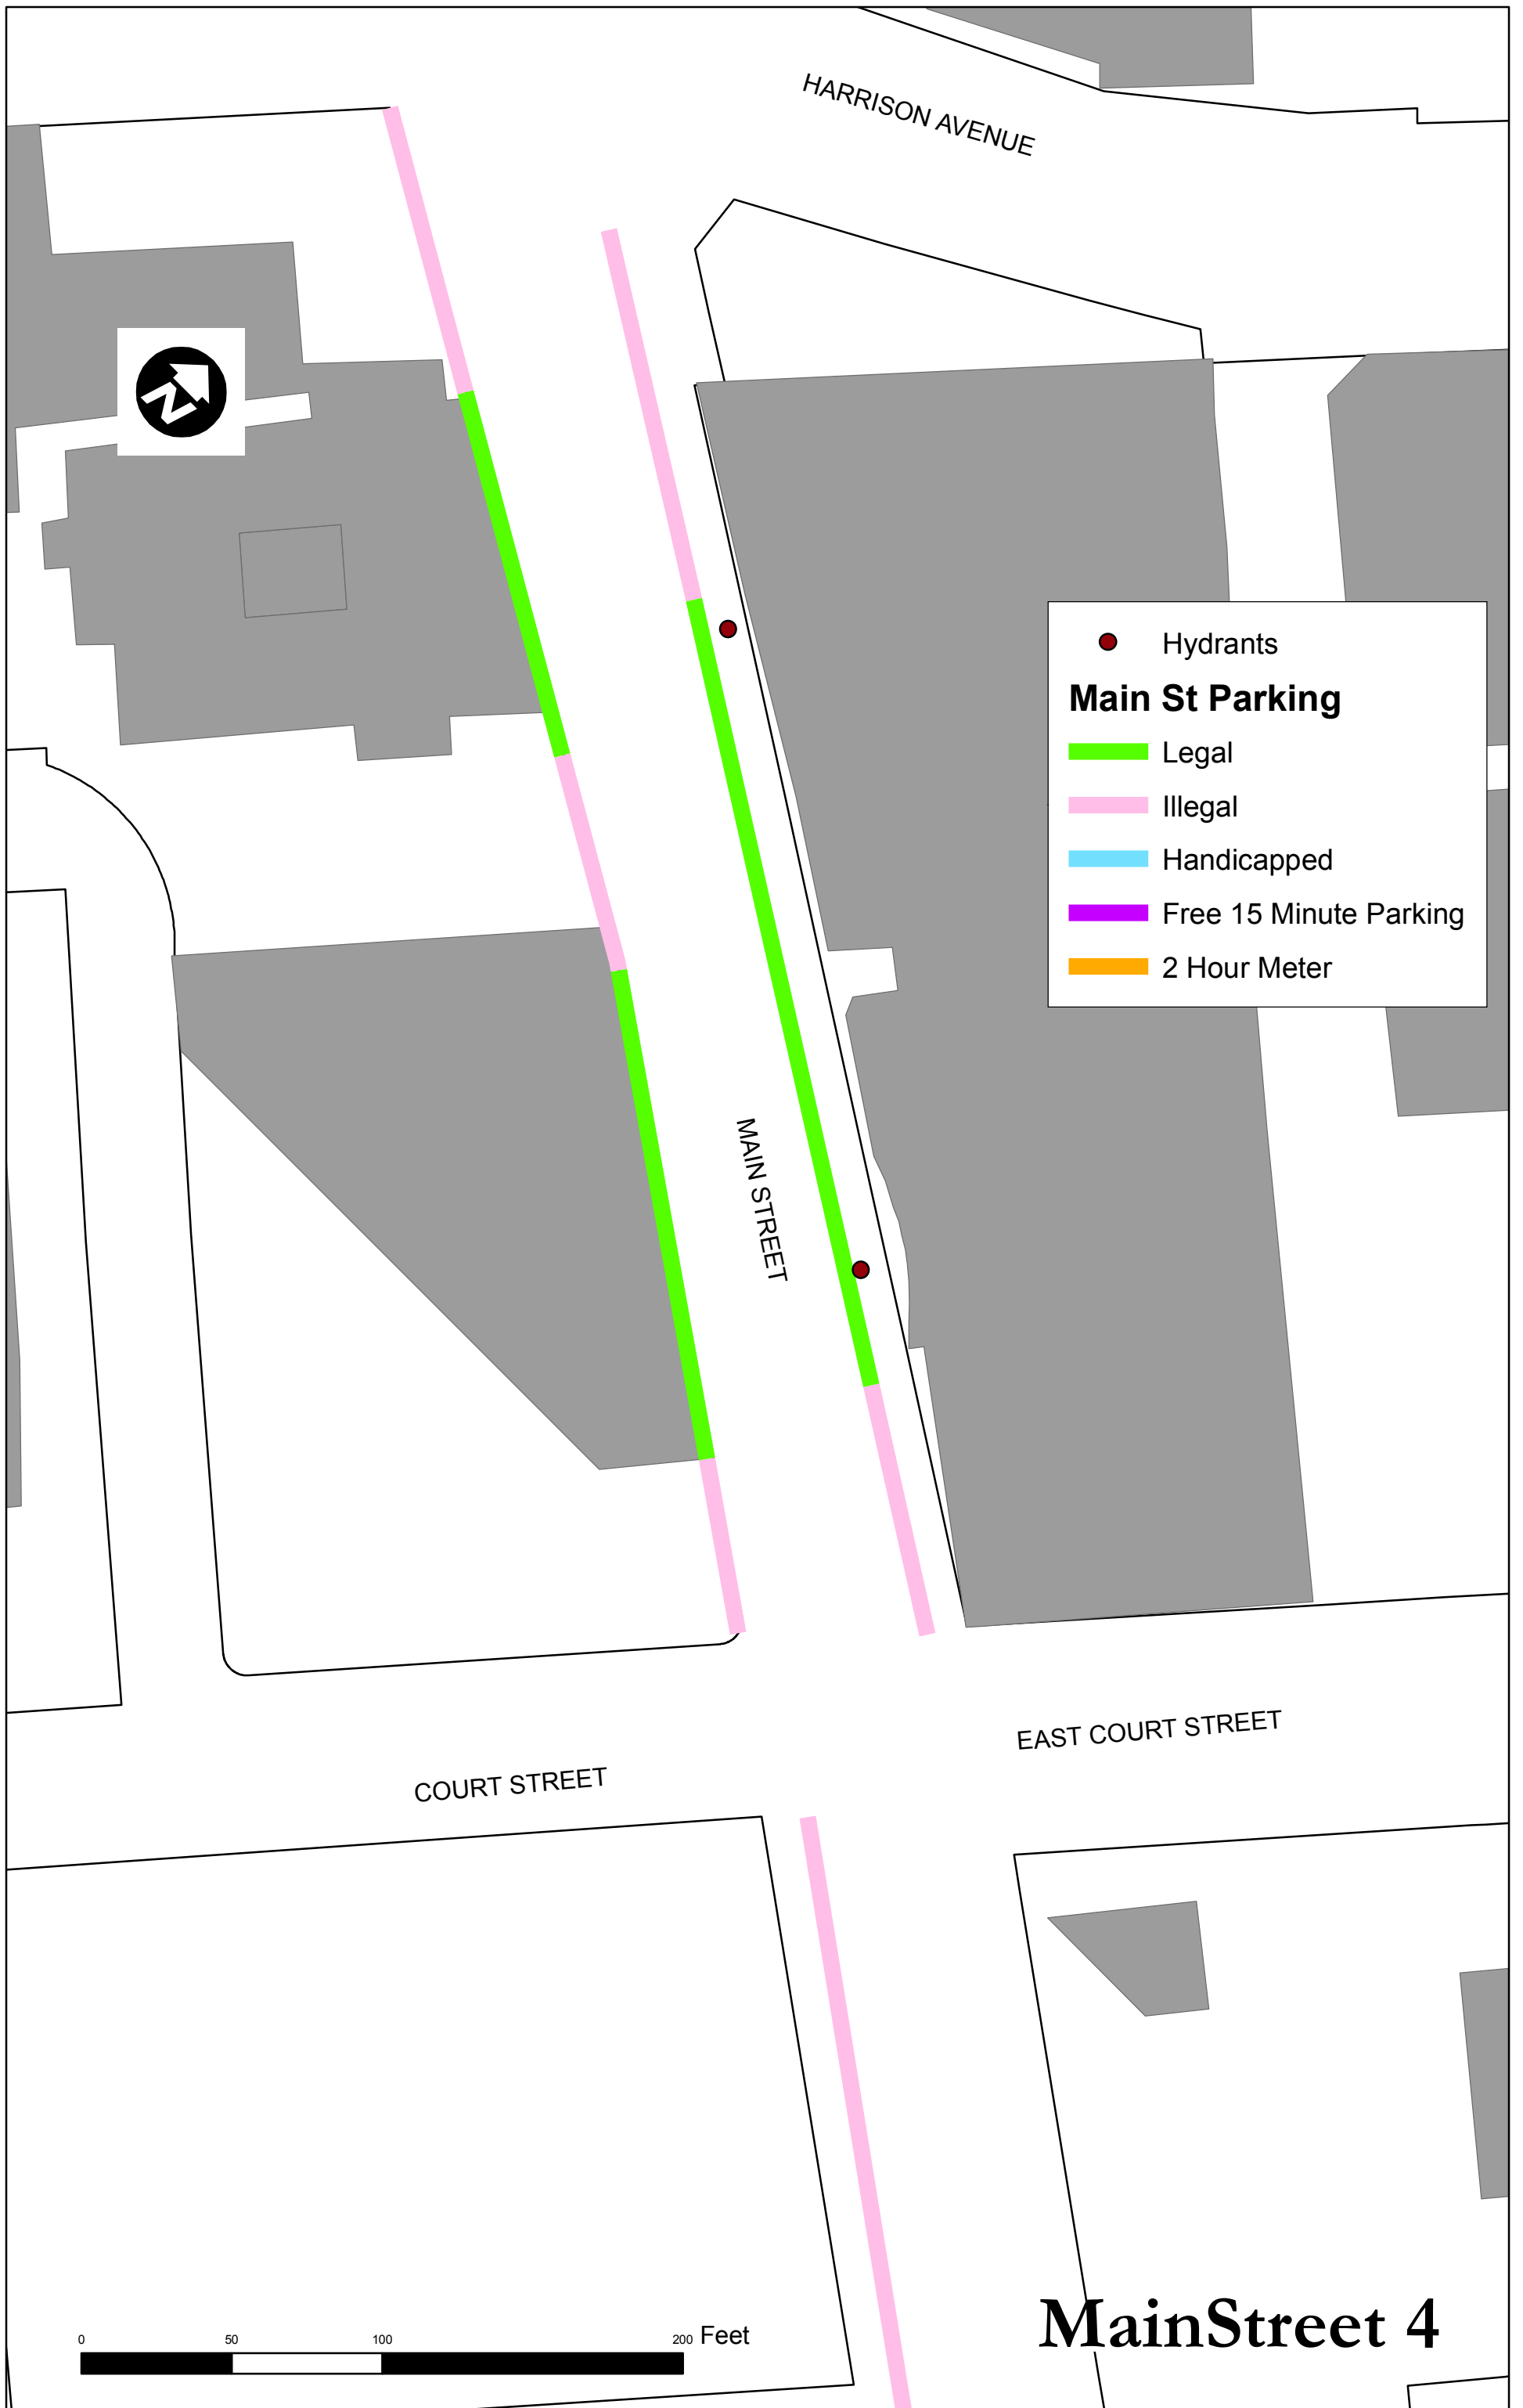 HARRISON AVENUE
N
Hydrants
Main St Parking
Legal
Illegal
Handicapped
Free 15 Minute Parking
2 Hour Meter
MAIN STREET
EAST COURT STREET
COURT STREET
MainStreet 4
0 50 100 200 Feet